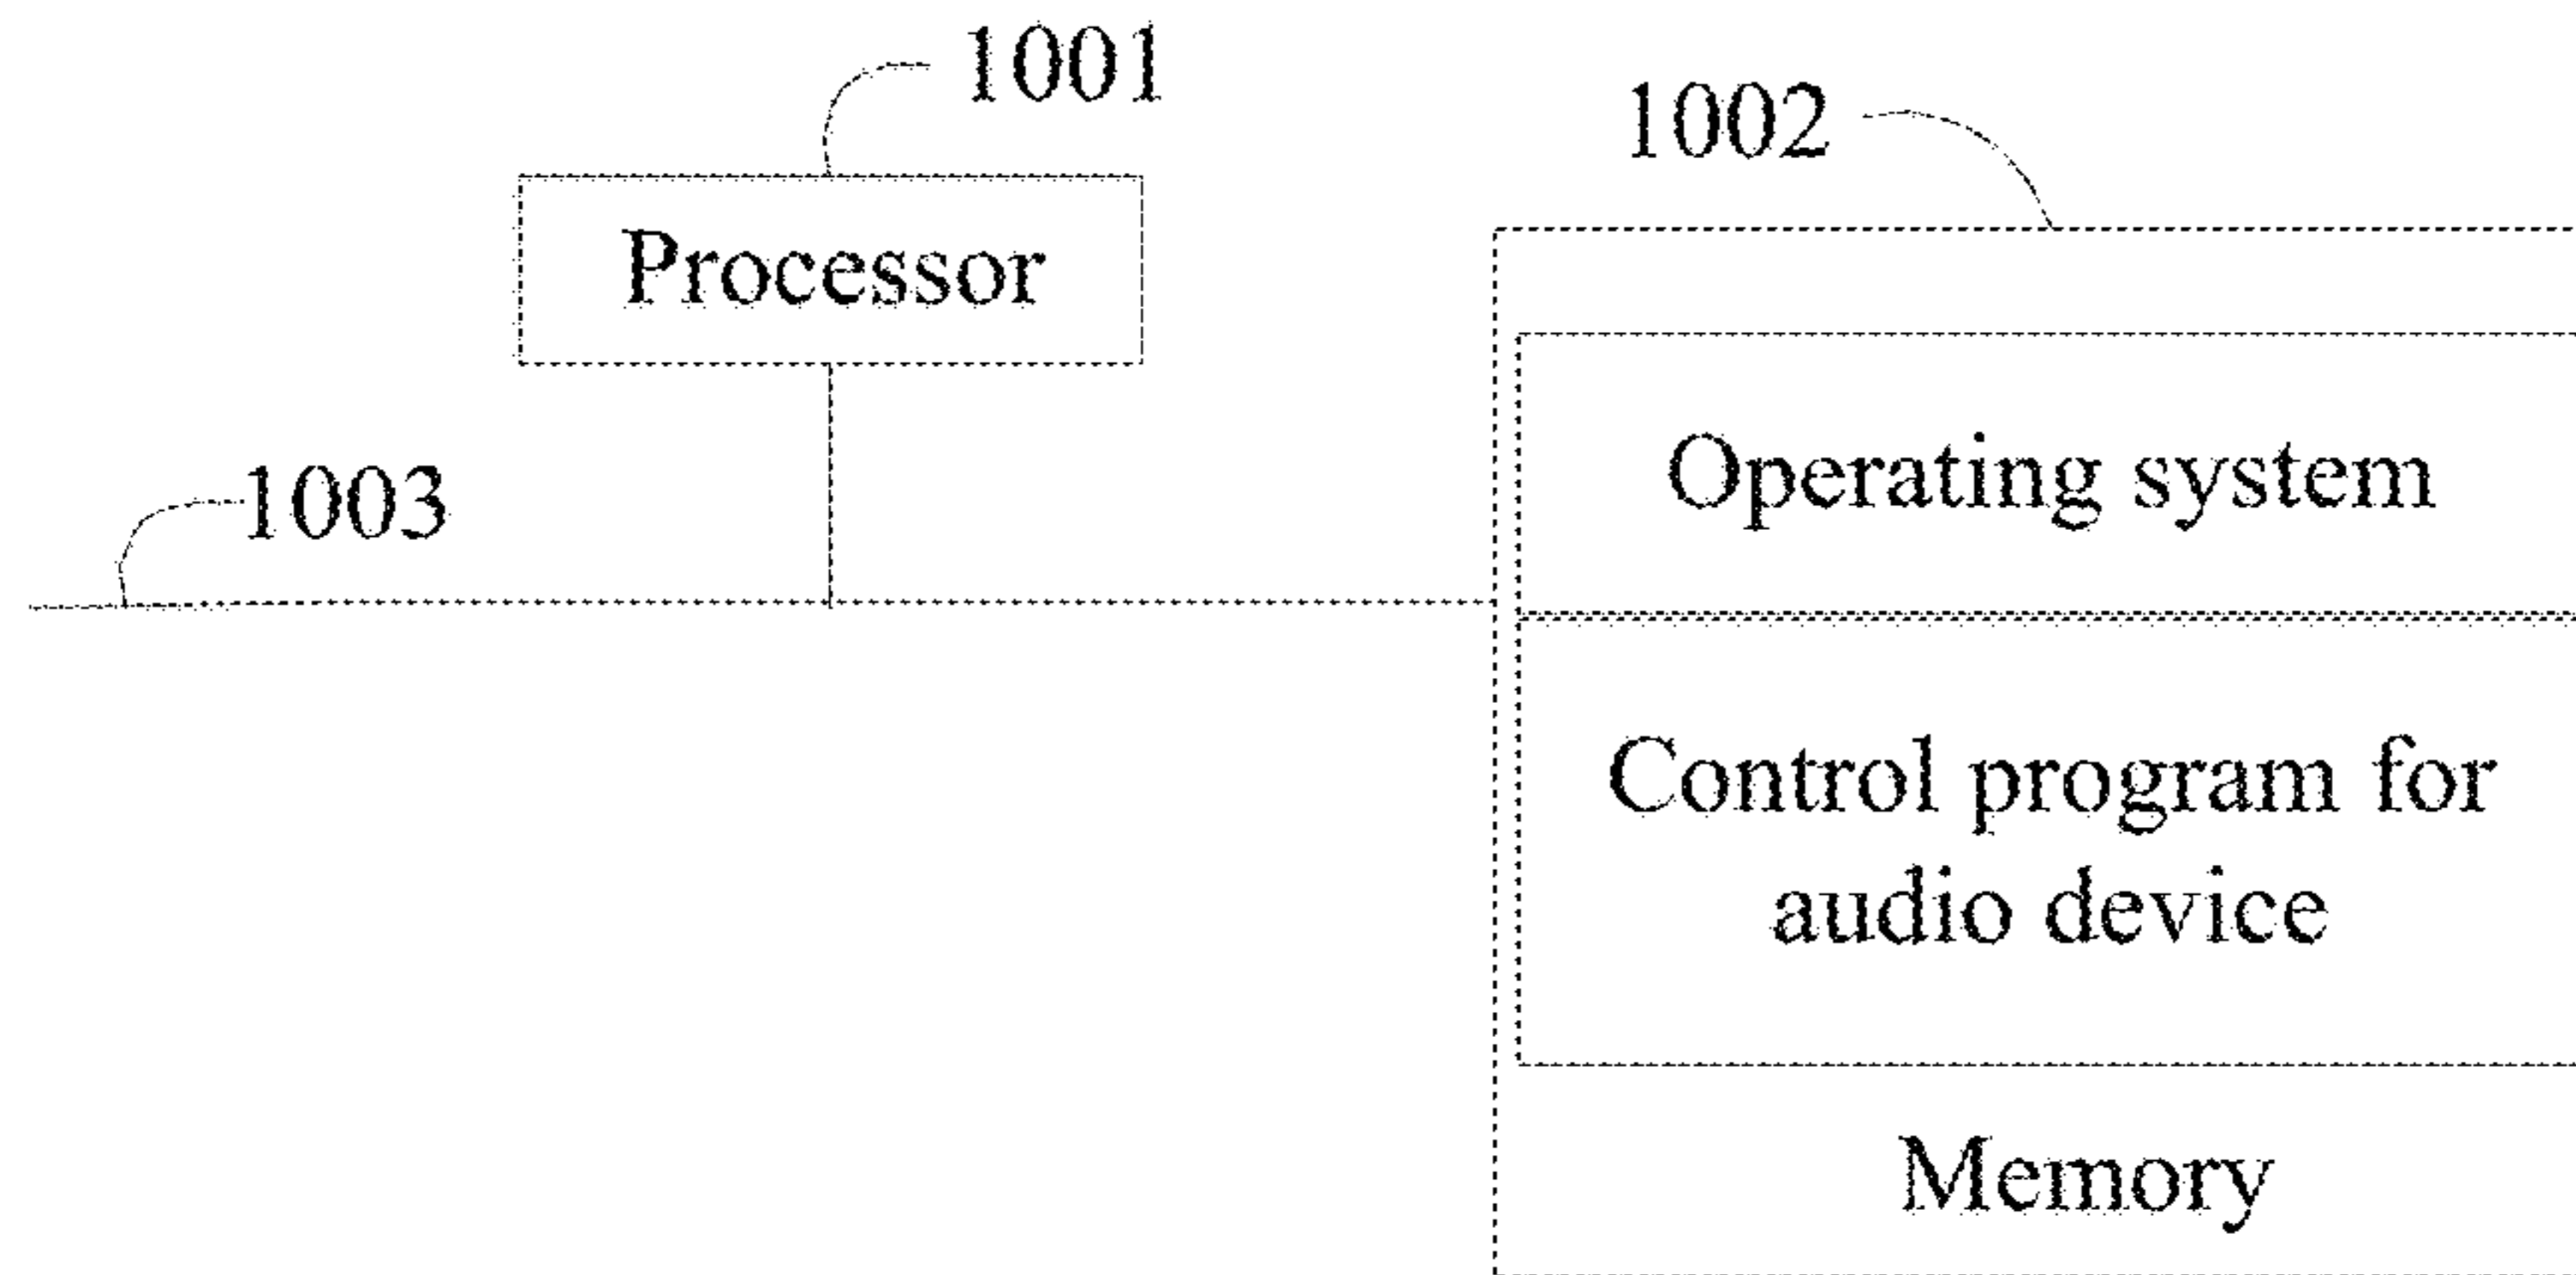 1001
1002
Processor
1003
Operating system
Control program for
audio device
Memory